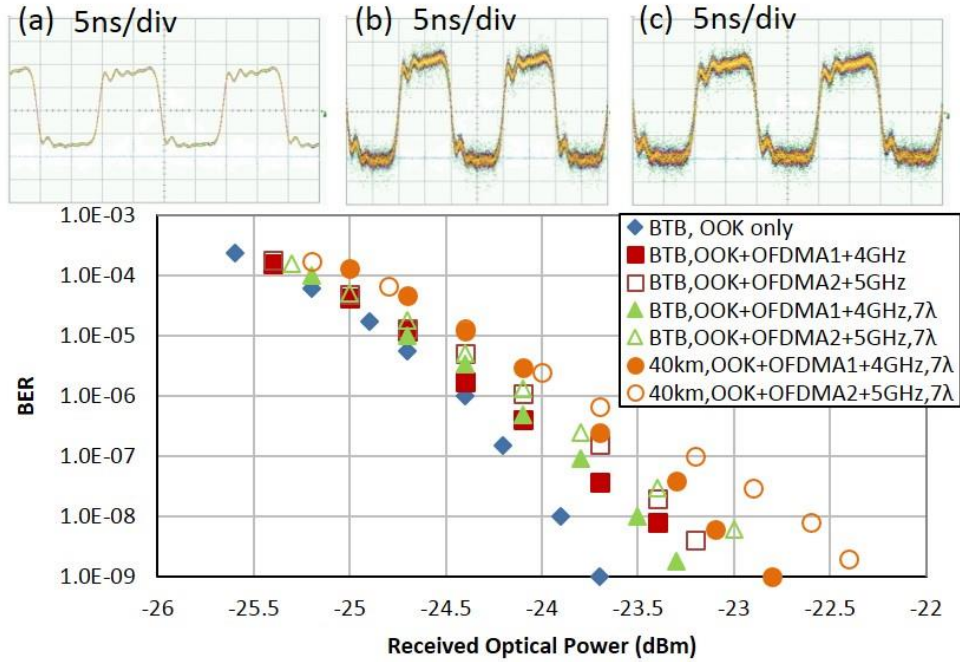 (a) 5ns/div
(b) 5ns/div
(c) 5ns/div
1.0E-03
1.0E-04
1.0E-05
1.0E-06
1.0E-07
1.0E-08
1.0E-09
BER
BTB, OOK only
BTB,OOK+OFDMA1+4GHz
BTB,OOK+OFDMA2+5GHz
BTB,OOK+OFDMA1+4GHz,7λ
BTB,OOK+OFDMA2+5GHz,7λ
40km,OOK+OFDMA1+4GHz,7λ
40km,OOK+OFDMA2+5GHz,7λ
-26 -25.5 -25 -24.5 -24 -23.5 -23 -22.5 -22
Received Optical Power (dBm)